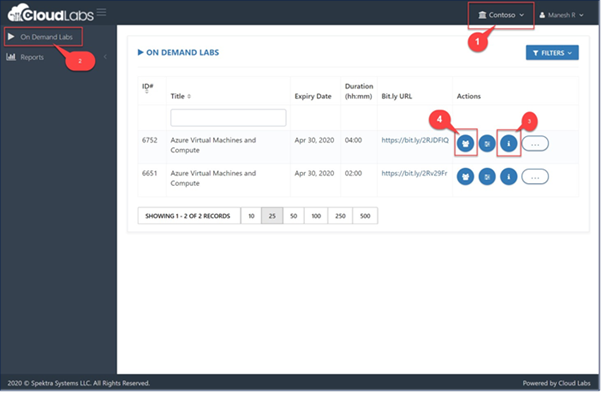 CloudLabs
Contoso
Manesh R
1
On Demand Labs
2
Reports
ON DEMAND LABS
FILTERS
ID#
Title
Expiry Date
Duration
(hh:mm)
Bit.ly URL
Actions
4
3
6752
Azure Virtual Machines and
Compute
Apr 30, 2020
04:00
https://bit.ly/2RJDFIQ
...
6651
Azure Virtual Machines and
Compute
Apr 30, 2020
02:00
https://bit.ly/2Rv29Fr
...
SHOWING 1 - 2 OF 2 RECORDS
10
25
50
100
250
500
2020 © Spektra Systems LLC. All Rights Reserved.
Powered by Cloud Labs